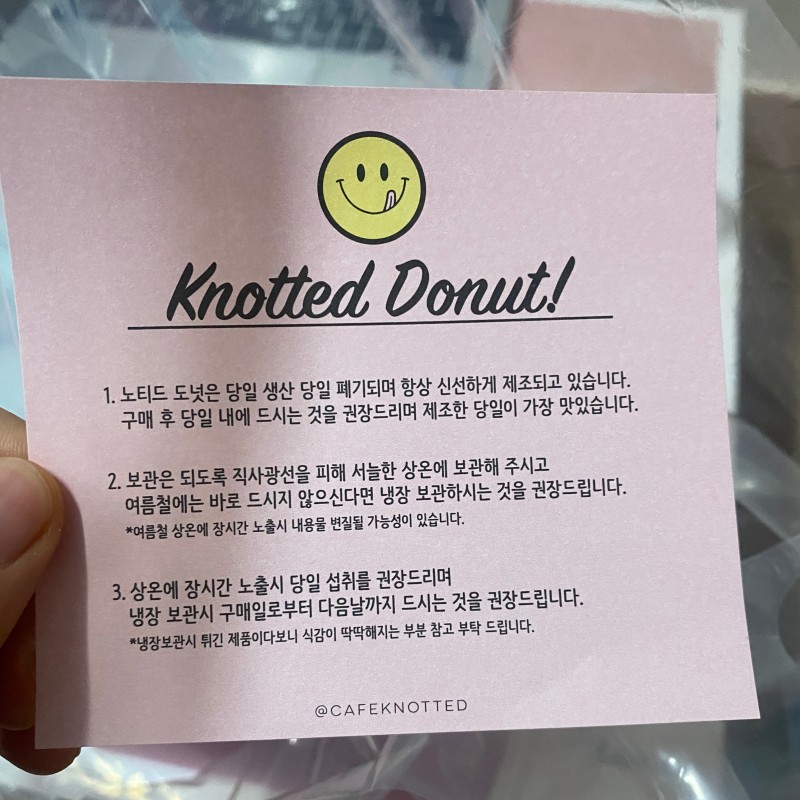 Knotted Donut!
1. 노티드 도넛은 당일 생산 당일 폐기되며 항상 신선하게 제조되고 있습니다.
구매 후 당일 내에 드시는 것을 권장드리며 제조한 당일이 가장 맛있습니다.
2. 보관은 되도록 직사광선을 피해 서늘한 상온에 보관해 주시고
여름철에는 바로 드시지 않으신다면 냉장 보관하시는 것을 권장드립니다.
*여름철 상온에 장시간 노출시 내용물 변질될 가능성이 있습니다.
3. 상온에 장시간 노출시 당일 섭취를 권장드리며
냉장 보관시 구매일로부터 다음날까지 드시는 것을 권장드립니다.
*냉장보관시 튀긴 제품이다보니 식감이 딱딱해지는 부분 참고 부탁 드립니다.
@CAFEKNOTTED